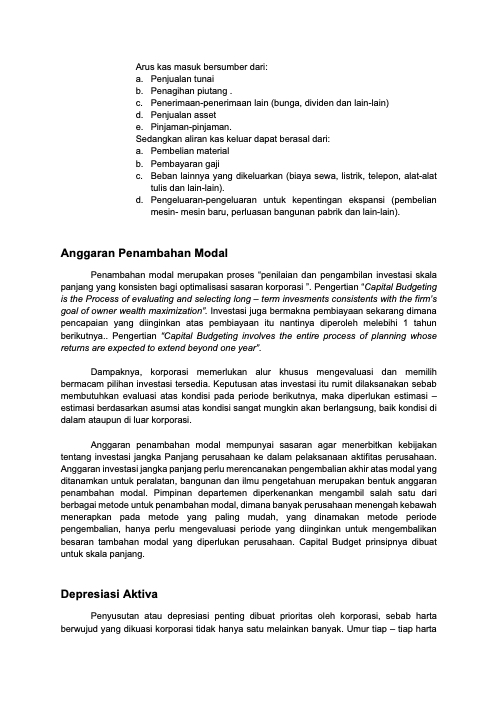 Arus kas masuk bersumber dari:
a. Penjualan tunai
b. Penagihan piutang .
c. Penerimaan-penerimaan lain (bunga, dividen dan lain-lain)
d. Penjualan asset
e. Pinjaman-pinjaman.
Sedangkan aliran kas keluar dapat berasal dari:
a. Pembelian material
b. Pembayaran gaji
c. Beban lainnya yang dikeluarkan (biaya sewa, listrik, telepon, alat-alat
tulis dan lain-lain).
d. Pengeluaran-pengeluaran untuk kepentingan ekspansi (pembelian
mesin- mesin baru, perluasan bangunan pabrik dan lain-lain).
Anggaran Penambahan Modal
Penambahan modal merupakan proses “penilaian dan pengambilan investasi skala
panjang yang konsisten bagi optimalisasi sasaran korporasi ”. Pengertian “Capital Budgeting
is the Process of evaluating and selecting long – term invesments consistents with the firm’s
goal of owner wealth maximization”. Investasi juga bermakna pembiayaan sekarang dimana
pencapaian yang diinginkan atas pembiayaan itu nantinya diperoleh melebihi 1 tahun
berikutnya.. Pengertian “Capital Budgeting involves the entire process of planning whose
returns are expected to extend beyond one year”.
Dampaknya, korporasi memerlukan alur khusus mengevaluasi dan memilih
bermacam pilihan investasi tersedia. Keputusan atas investasi itu rumit dilaksanakan sebab
membutuhkan evaluasi atas kondisi pada periode berikutnya, maka diperlukan estimasi –
estimasi berdasarkan asumsi atas kondisi sangat mungkin akan berlangsung, baik kondisi di
dalam ataupun di luar korporasi.
Anggaran penambahan modal mempunyai sasaran agar menerbitkan kebijakan
tentang investasi jangka Panjang perusahaan ke dalam pelaksanaan aktifitas perusahaan.
Anggaran investasi jangka panjang perlu merencanakan pengembalian akhir atas modal yang
ditanamkan untuk peralatan, bangunan dan ilmu pengetahuan merupakan bentuk anggaran
penambahan modal. Pimpinan departemen diperkenankan mengambil salah satu dari
berbagai metode untuk penambahan modal, dimana banyak perusahaan menengah kebawah
menerapkan pada metode yang paling mudah, yang dinamakan metode periode
pengembalian, hanya perlu mengevaluasi periode yang diinginkan untuk mengembalikan
besaran tambahan modal yang diperlukan perusahaan. Capital Budget prinsipnya dibuat
untuk skala panjang.
Depresiasi Aktiva
Penyusutan atau depresiasi penting dibuat prioritas oleh korporasi, sebab harta
berwujud yang dikuasi korporasi tidak hanya satu melainkan banyak. Umur tiap – tiap harta